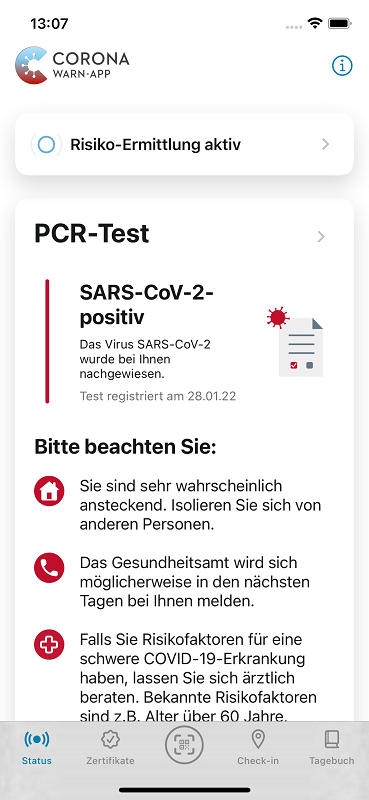 13:07
CORONA
WARN-APP
Risiko-Ermittlung aktiv
PCR-Test
SARS-CoV-2-
positiv
Das Virus SARS-CoV-2
wurde bei Ihnen
nachgewiesen.
Test registriert am 28.01.22
Bitte beachten Sie:
Sie sind sehr wahrscheinlich
ansteckend. Isolieren Sie sich von
anderen Personen.
Das Gesundheitsamt wird sich
möglicherweise in den nächsten
Tagen bei Ihnen melden.
Falls Sie Risikofaktoren für eine
schwere COVID-19-Erkrankung
haben, lassen Sie sich ärztlich
beraten. Bekannte Risikofaktoren
sind z.B. Alter über 60 Jahre,
Status
Zertifikate
Check-in
Tagebuch